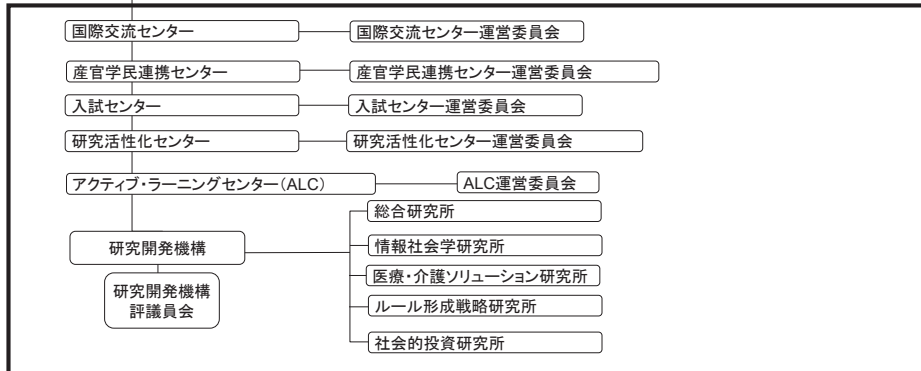 国際交流センター 国際交流センター運営委員会
産官学民連携センター 産官学民連携センター運営委員会
入試センター 入試センター運営委員会
研究活性化センター 研究活性化センター運営委員会
アクティブ・ラーニングセンター（ALC） ALC運営委員会
総合研究所
研究開発機構 情報社会学研究所
医療・介護ソリューション研究所
研究開発機構
評議員会
ルール形成戦略研究所
社会的投資研究所